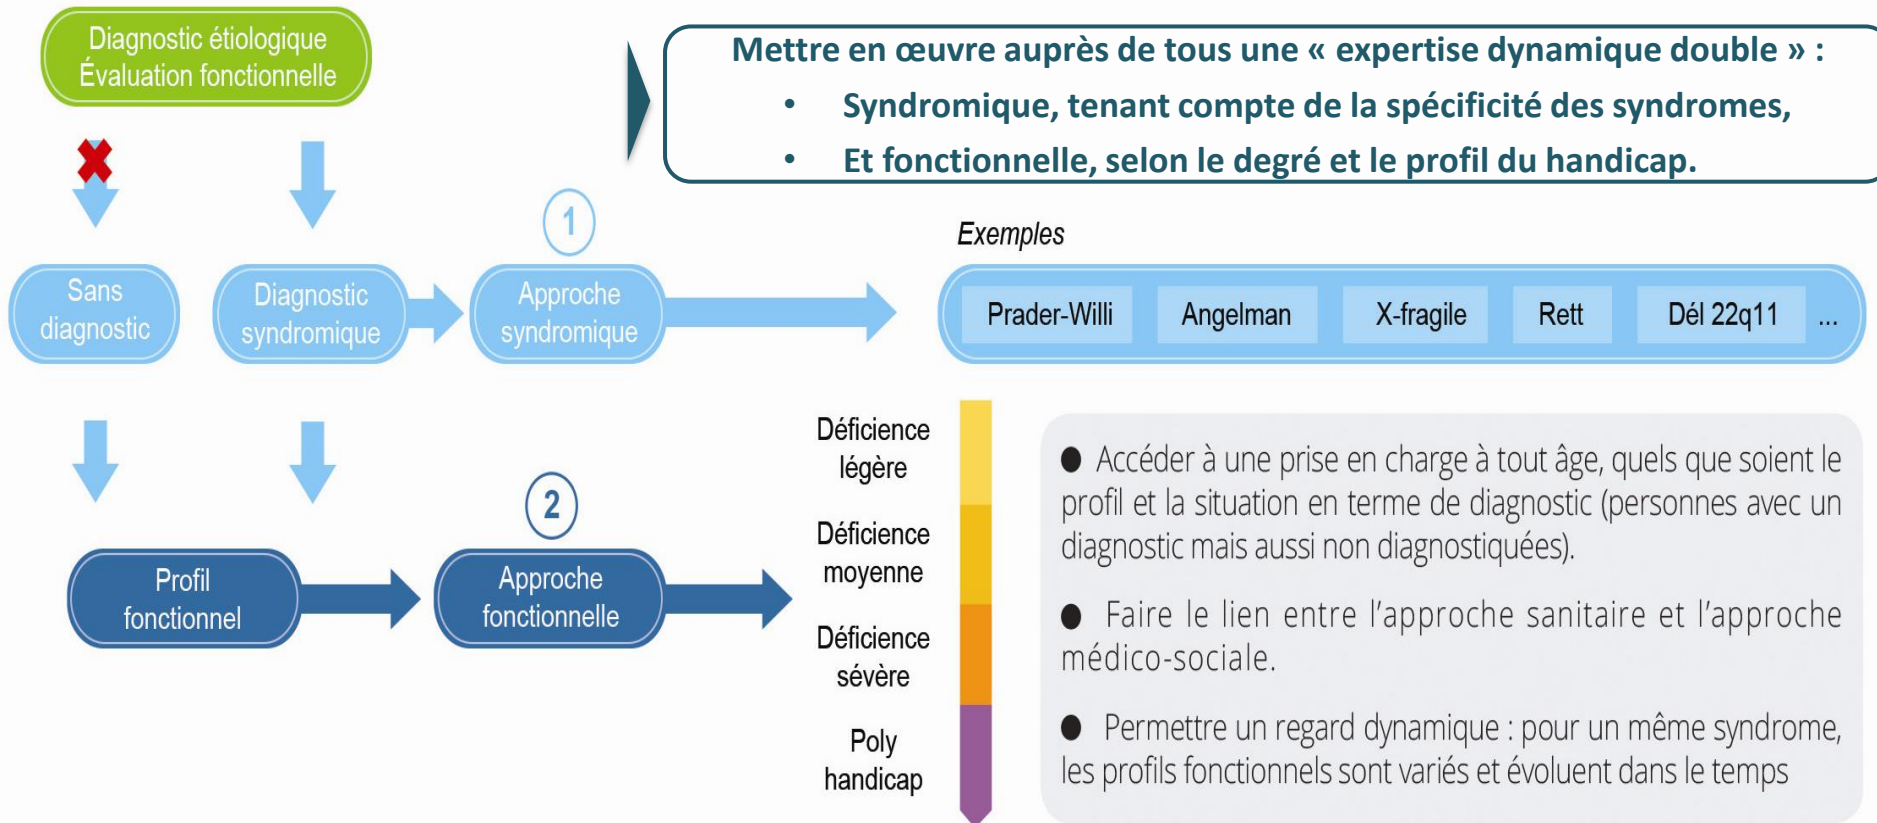 Diagnostic étiologique
Évaluation fonctionnelle
Mettre en œuvre auprès de tous une « expertise dynamique double » :
• Syndromique, tenant compte de la spécificité des syndromes,
• Et fonctionnelle, selon le degré et le profil du handicap.
Sans
diagnostic
Diagnostic
syndromique
1
Approche
syndromique
Exemples
Prader-Willi
Angelman
X-fragile
Rett
Dél 22q11
...
Profil
fonctionnel
2
Approche
fonctionnelle
Déficience
légère
Déficience
moyenne
Déficience
sévère
Poly
handicap
● Accéder à une prise en charge à tout âge, quels que soient le
profil et la situation en terme de diagnostic (personnes avec un
diagnostic mais aussi non diagnostiquées).
● Faire le lien entre l’approche sanitaire et l’approche
médico-sociale.
● Permettre un regard dynamique : pour un même syndrome,
les profils fonctionnels sont variés et évoluent dans le temps